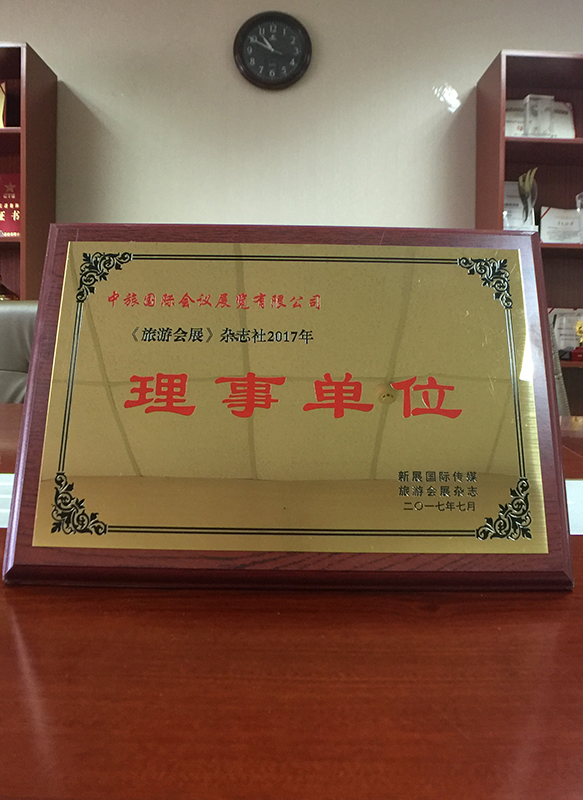 中旅国际会议展览有限公司
《旅游会展》杂志社2017年
理事单位
新展国际传媒
旅游会展杂志
二〇一七年七月
证书